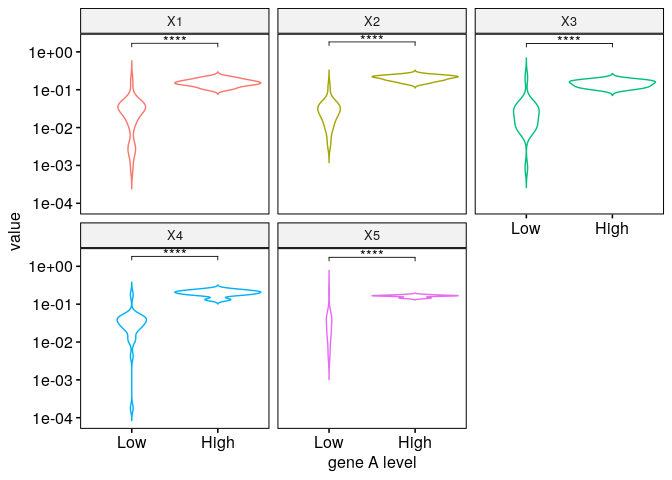 X1 X2 X3
**** **** ****
1e+00
1e-01
1e-02
1e-03
1e-04
Low High
X4 X5
**** ****
1e+00
1e-01
1e-02
1e-03
1e-04
Low High Low High
gene A level
value